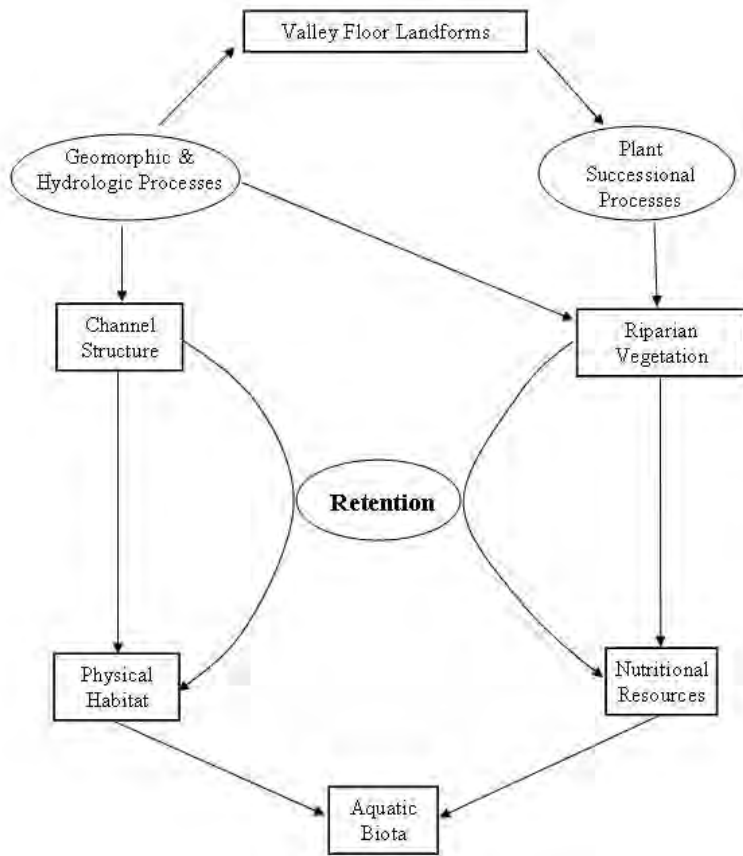 Valley Floor Landforms
Geomorphic &
Hydrologic Processes
Plant
Successional
Processes
Channel
Structure
Riparian
Vegetation
Retention
Physical
Habitat
Nutritional
Resources
Aquatic
Biota